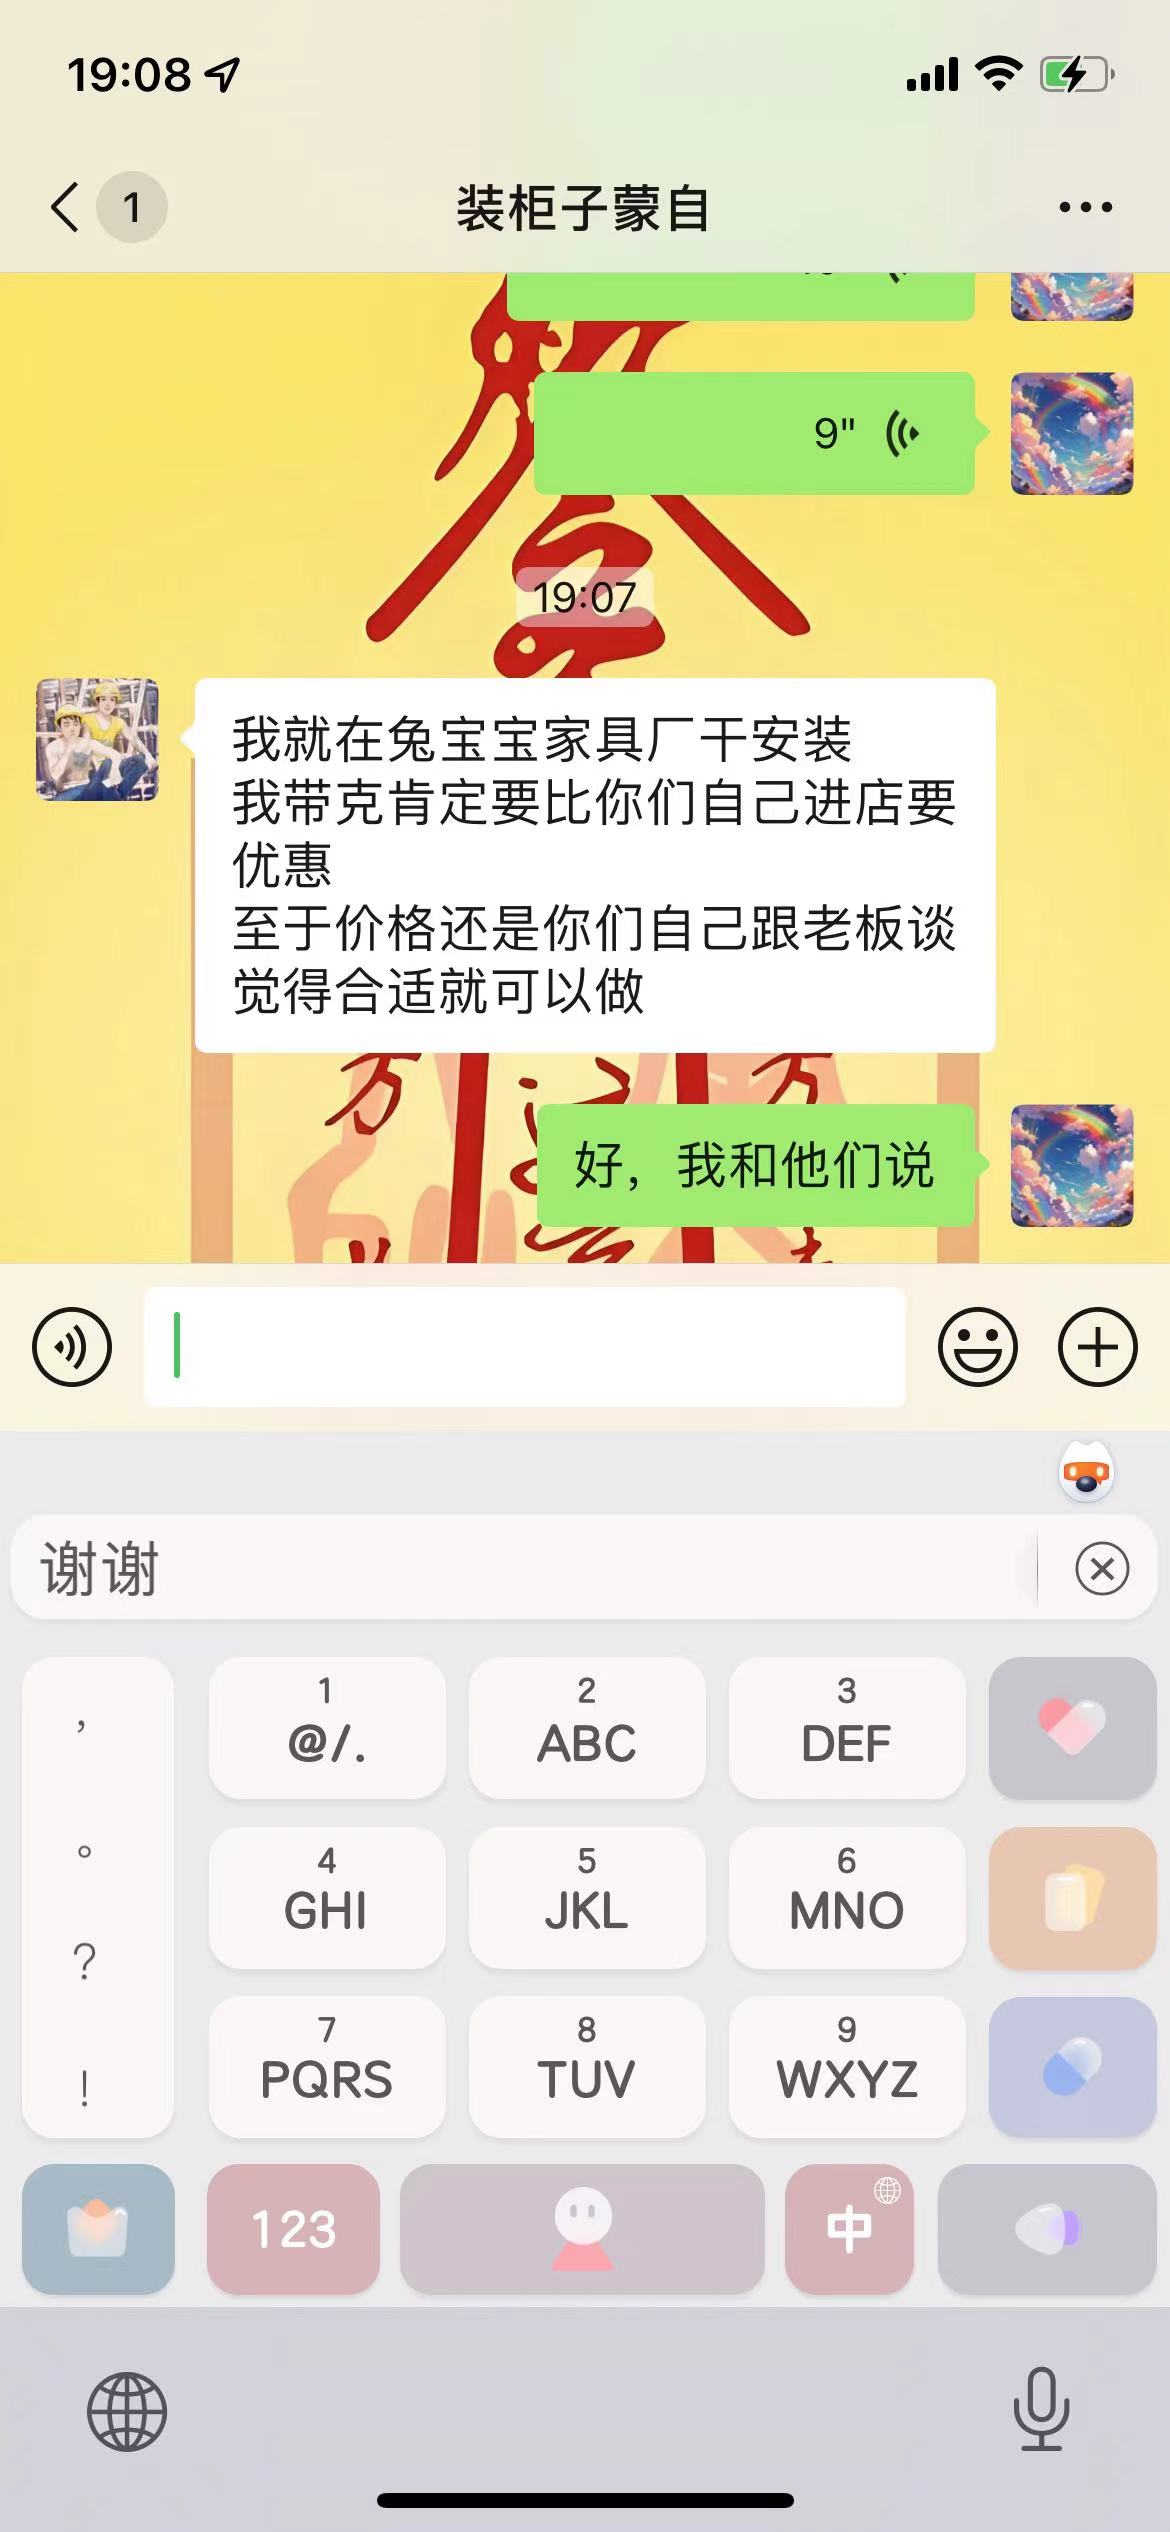 19:08
1
装柜子蒙自
9"
19:07
我就在兔宝宝家具厂干安装
我带克肯定要比你们自己进店要
优惠
至于价格还是你们自己跟老板谈
觉得合适就可以做
万
万
好，我和他们说
谢谢
，
1
@/.
2
ABC
3
DEF
。
4
GHI
5
JKL
6
MNO
？
7
PQRS
8
TUV
9
WXYZ
！
123
中